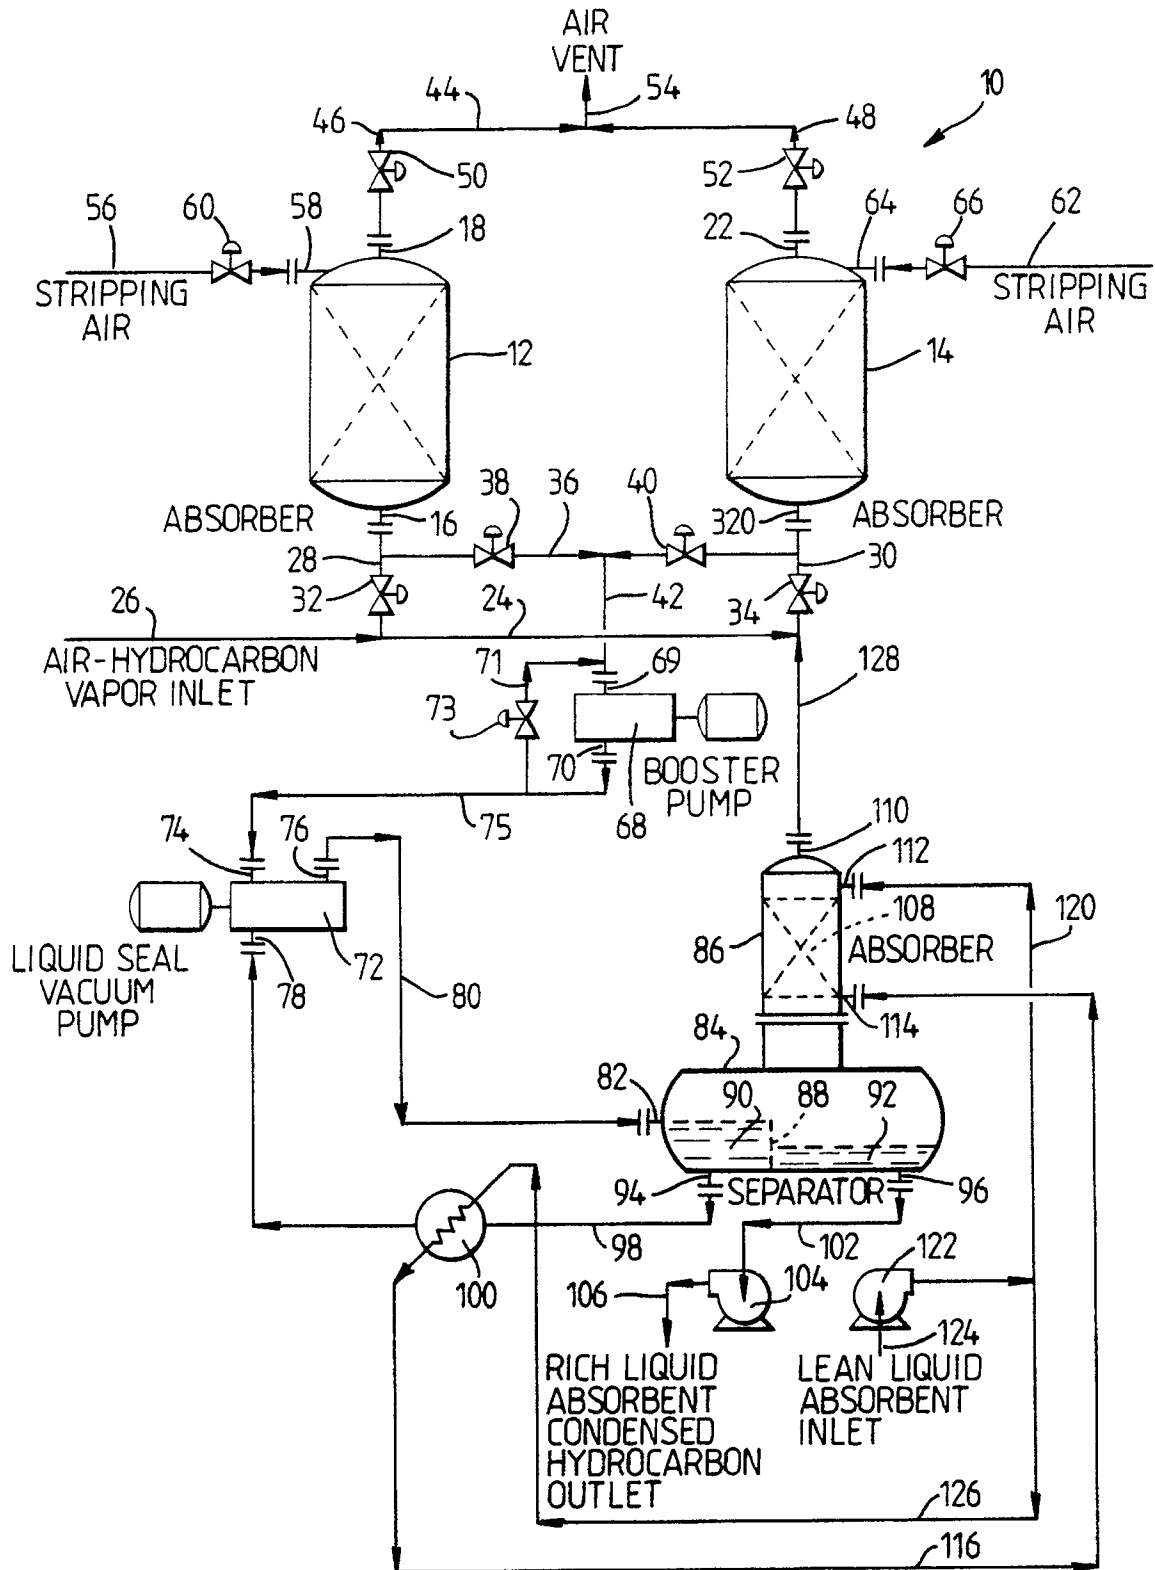 AIR
VENT
10
44
54
46
48
50
52
56
60
58
18
22
64
66
62
STRIPPING
AIR
STRIPPING
AIR
12
14
38
36
40
ABSORBER
16
320
ABSORBER
28
30
32
34
26
24
42
AIR-HYDROCARBON
VAPOR INLET
71
69
128
73
70
BOOSTER
PUMP
74
76
75
68
110
112
108
120
86
ABSORBER
LIQUID SEAL
VACUUM
PUMP
78
72
80
114
84
82
90
88
92
94
SEPARATOR
96
98
102
100
106
104
122
124
RICH LIQUID
ABSORBENT
CONDENSED
HYDROCARBON
OUTLET
LEAN LIQUID
ABSORBENT
INLET
126
116